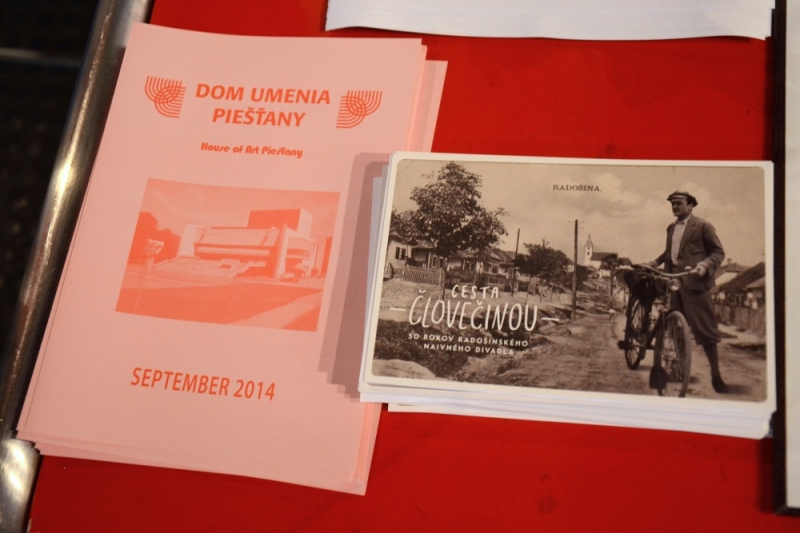 DOM UMENIA
PIEŠŤANY
House of Art Piešťany
SEPTEMBER 2014
RADOŠINA.
CESTA
ČLOVEČINOU
50 ROKOV RADOŠINSKÉHO
NAIVNÉHO DIVADLA